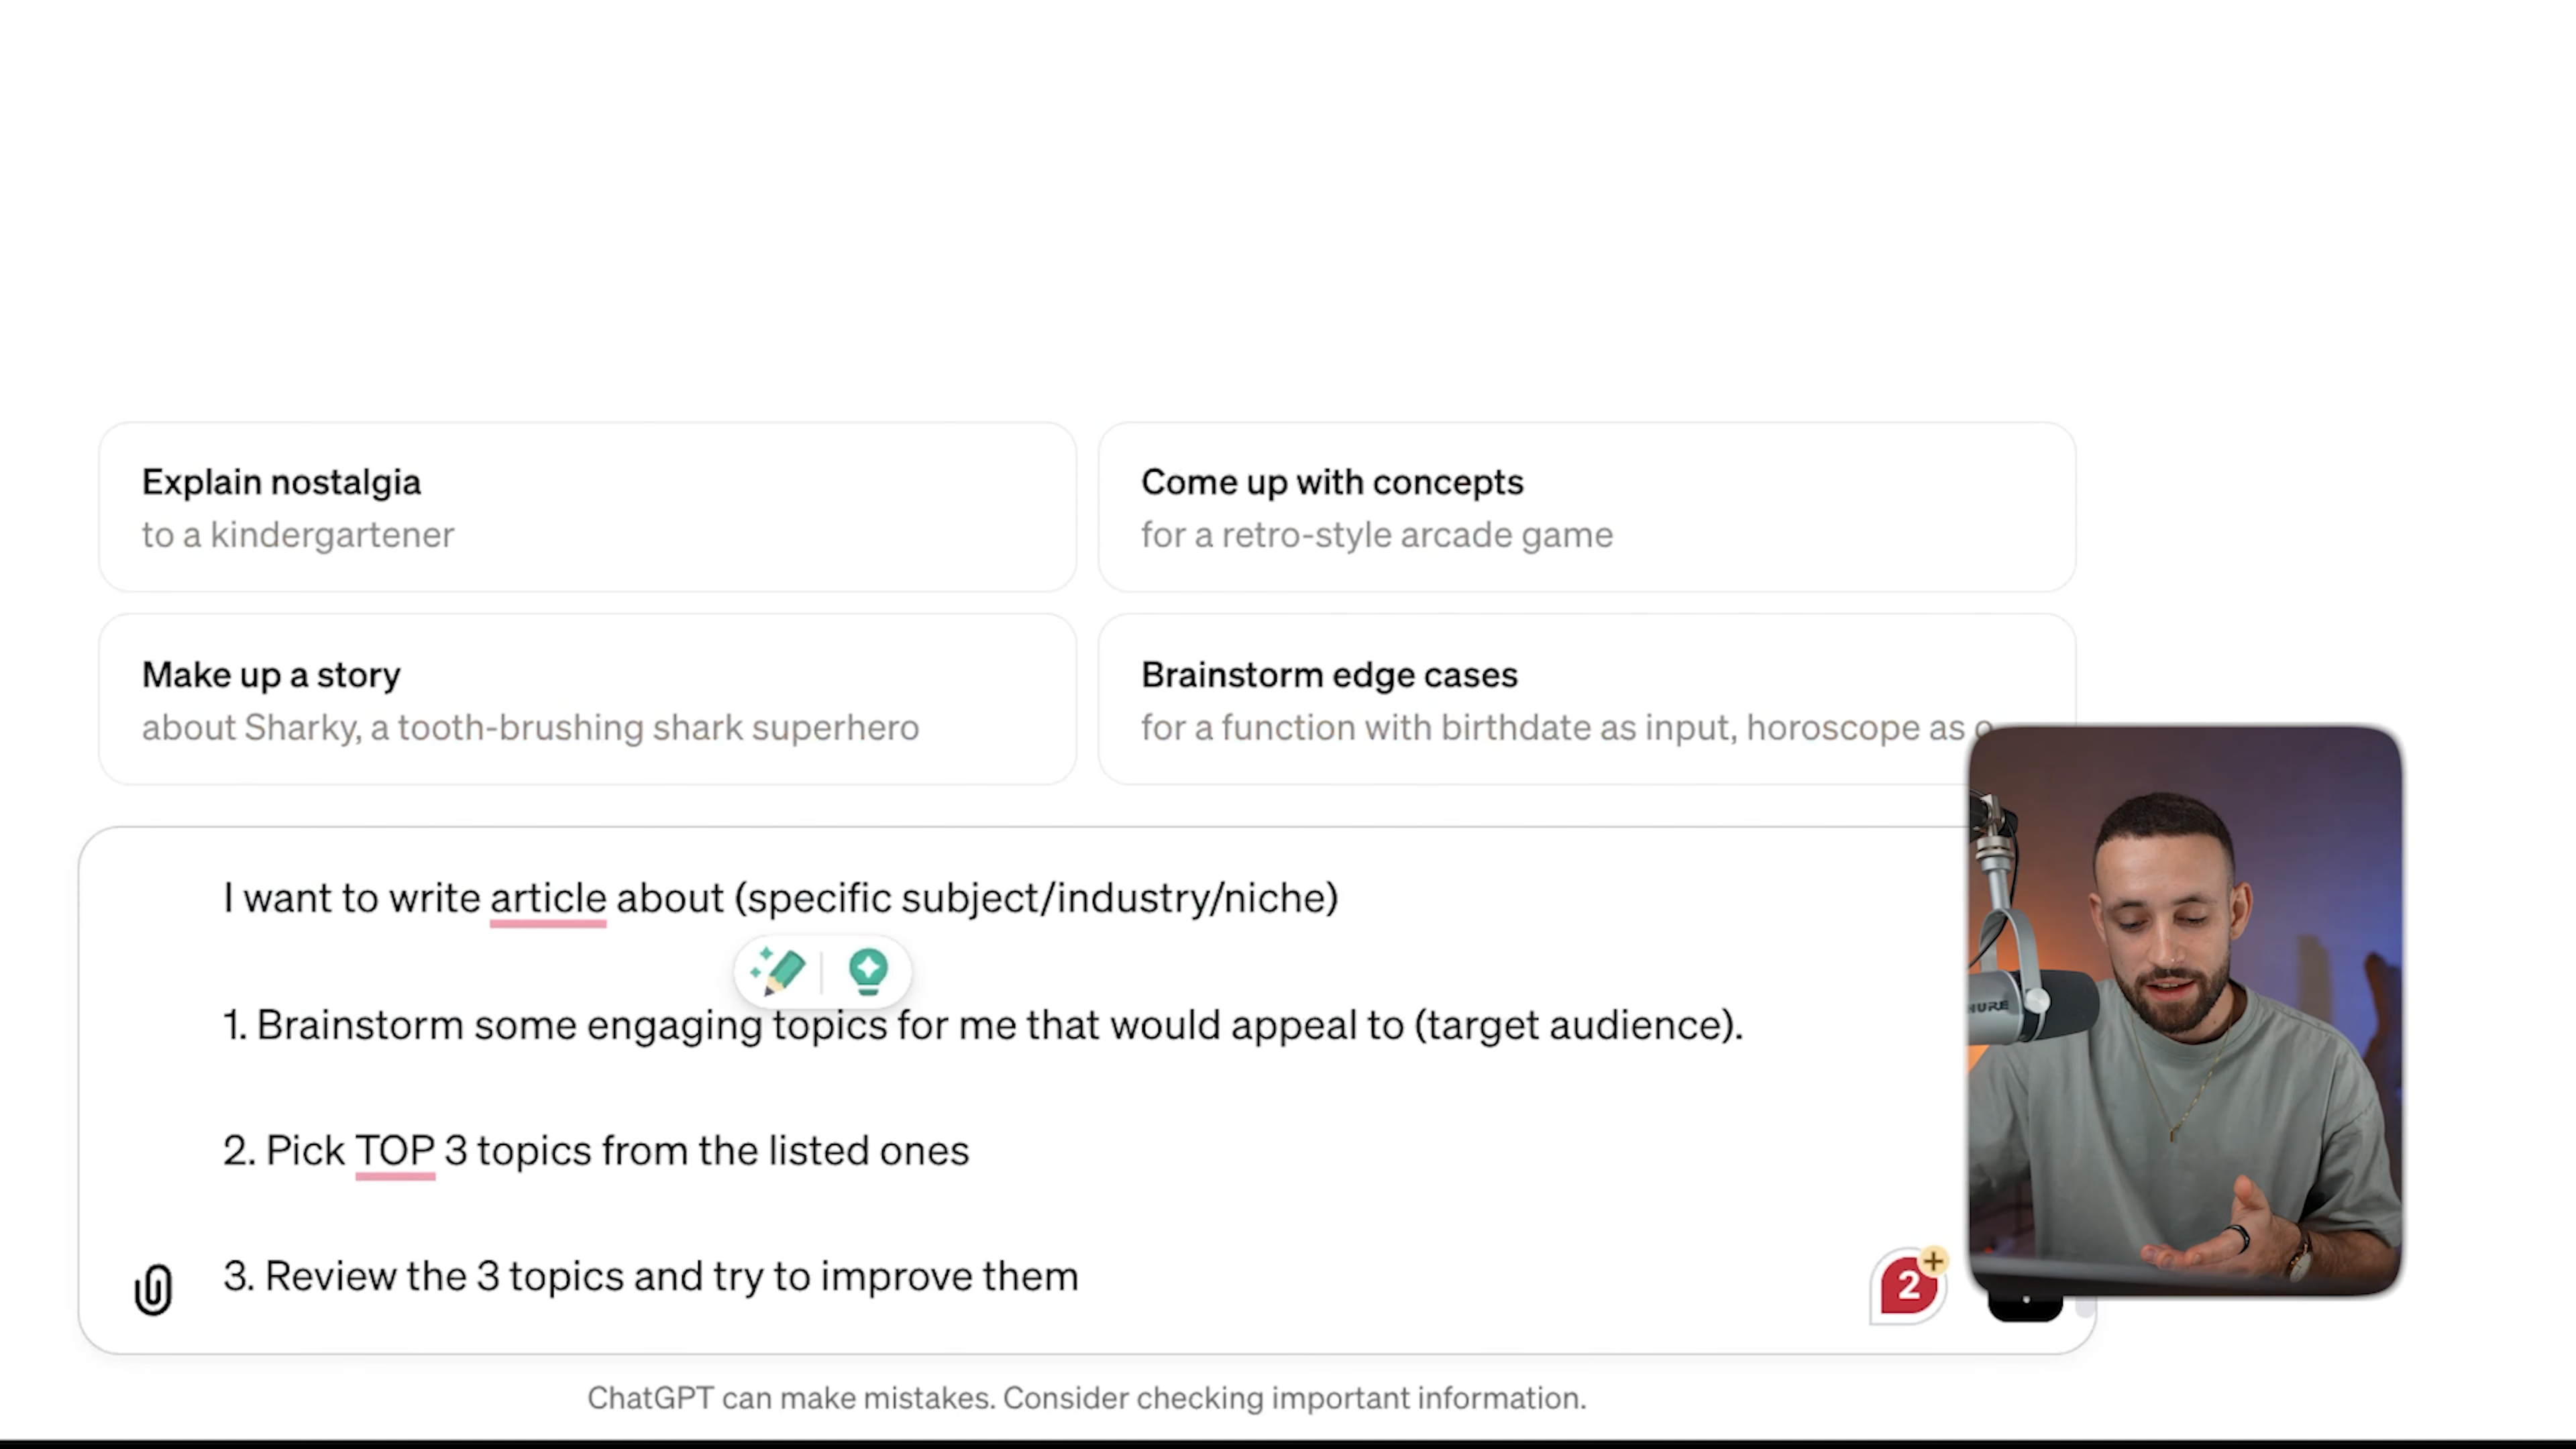 Explain nostalgia
to a kindergartener
Come up with concepts
for a retro-style arcade game
Make up a story
about Sharky, a tooth-brushing shark superhero
Brainstorm edge cases
for a function with birthdate as input, horoscope as
I want to write article about (specific subject/industry/niche)
1. Brainstorm some engaging topics for me that would appeal to (target audience).
2. Pick TOP 3 topics from the listed ones
3. Review the 3 topics and try to improve them
2
HURE
ChatGPT can make mistakes. Consider checking important information.